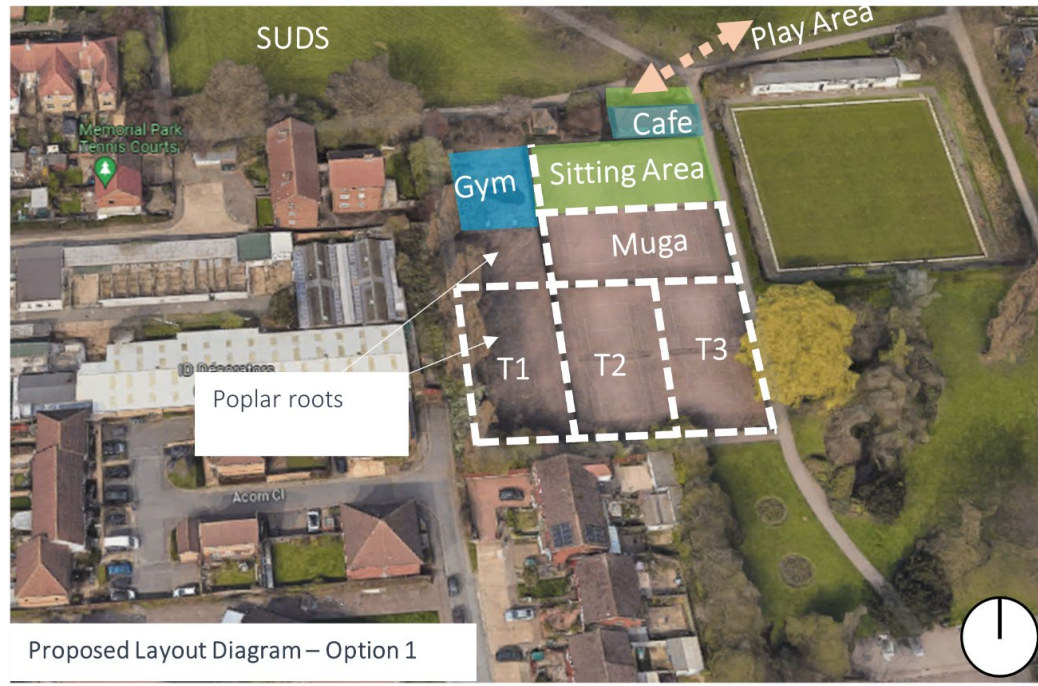 SUDS
Play Area
Memorial Park
Tennis Courts
Cafe
Gym
Sitting Area
Muga
T1
T2
T3
Poplar roots
Acorn Cl
Proposed Layout Diagram – Option 1